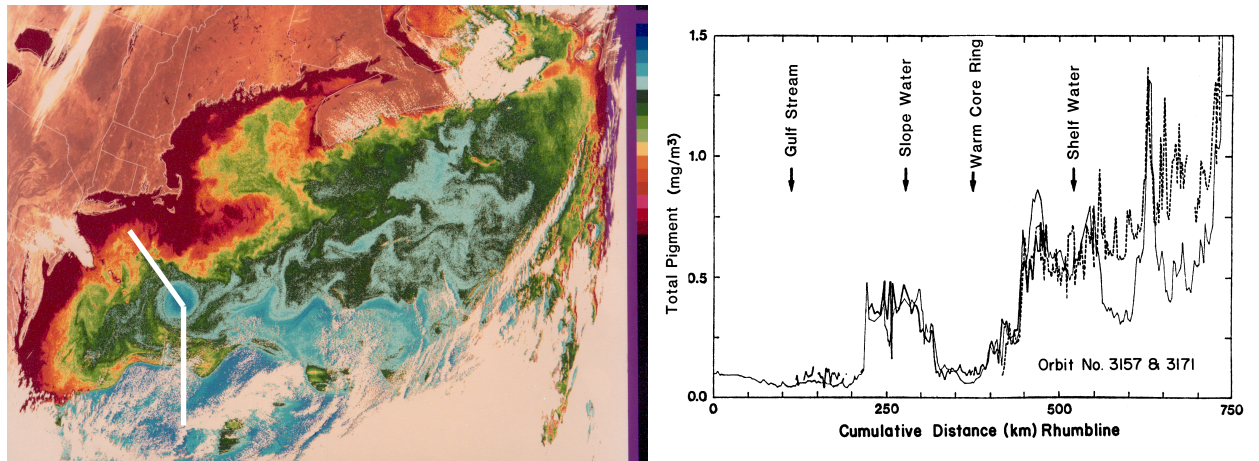 1.5
1.0
0.5
0.0
Total Pigment (mg/m³)
Gulf Stream
Slope Water
Warm Core Ring
Shelf Water
Orbit No. 3157 & 3171
0
250
500
750
Cumulative Distance (km) Rhumbline